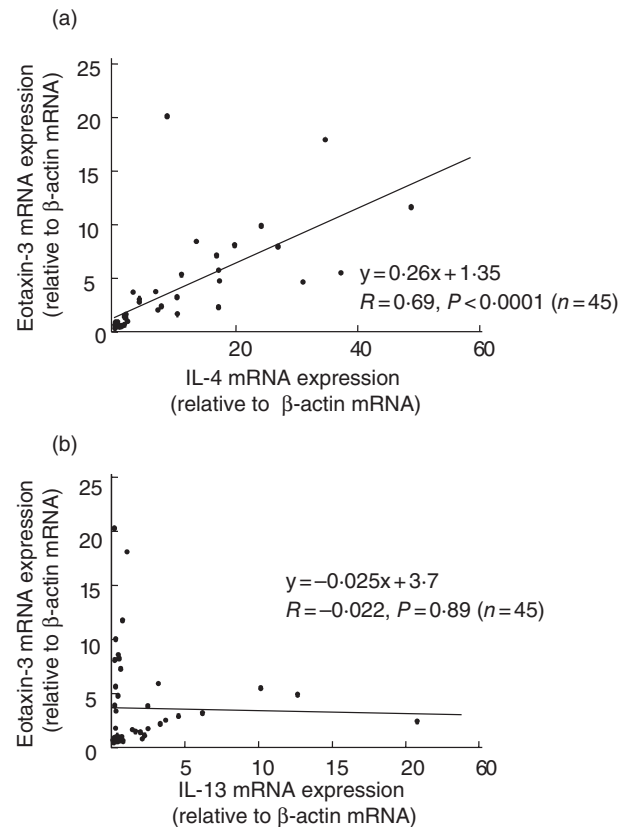 (a)
Eotaxin-3 mRNA expression
(relative to β-actin mRNA)
25
20
15
10
5
0
y=0·26x+1·35
R=0·69, P<0·0001 (n=45)
20
40
60
IL-4 mRNA expression
(relative to β-actin mRNA)
(b)
Eotaxin-3 mRNA expression
(relative to β-actin mRNA)
25
20
15
10
5
0
y=−0·025x+3·7
R=−0·022, P=0·89 (n=45)
5
10
20
60
IL-13 mRNA expression
(relative to β-actin mRNA)